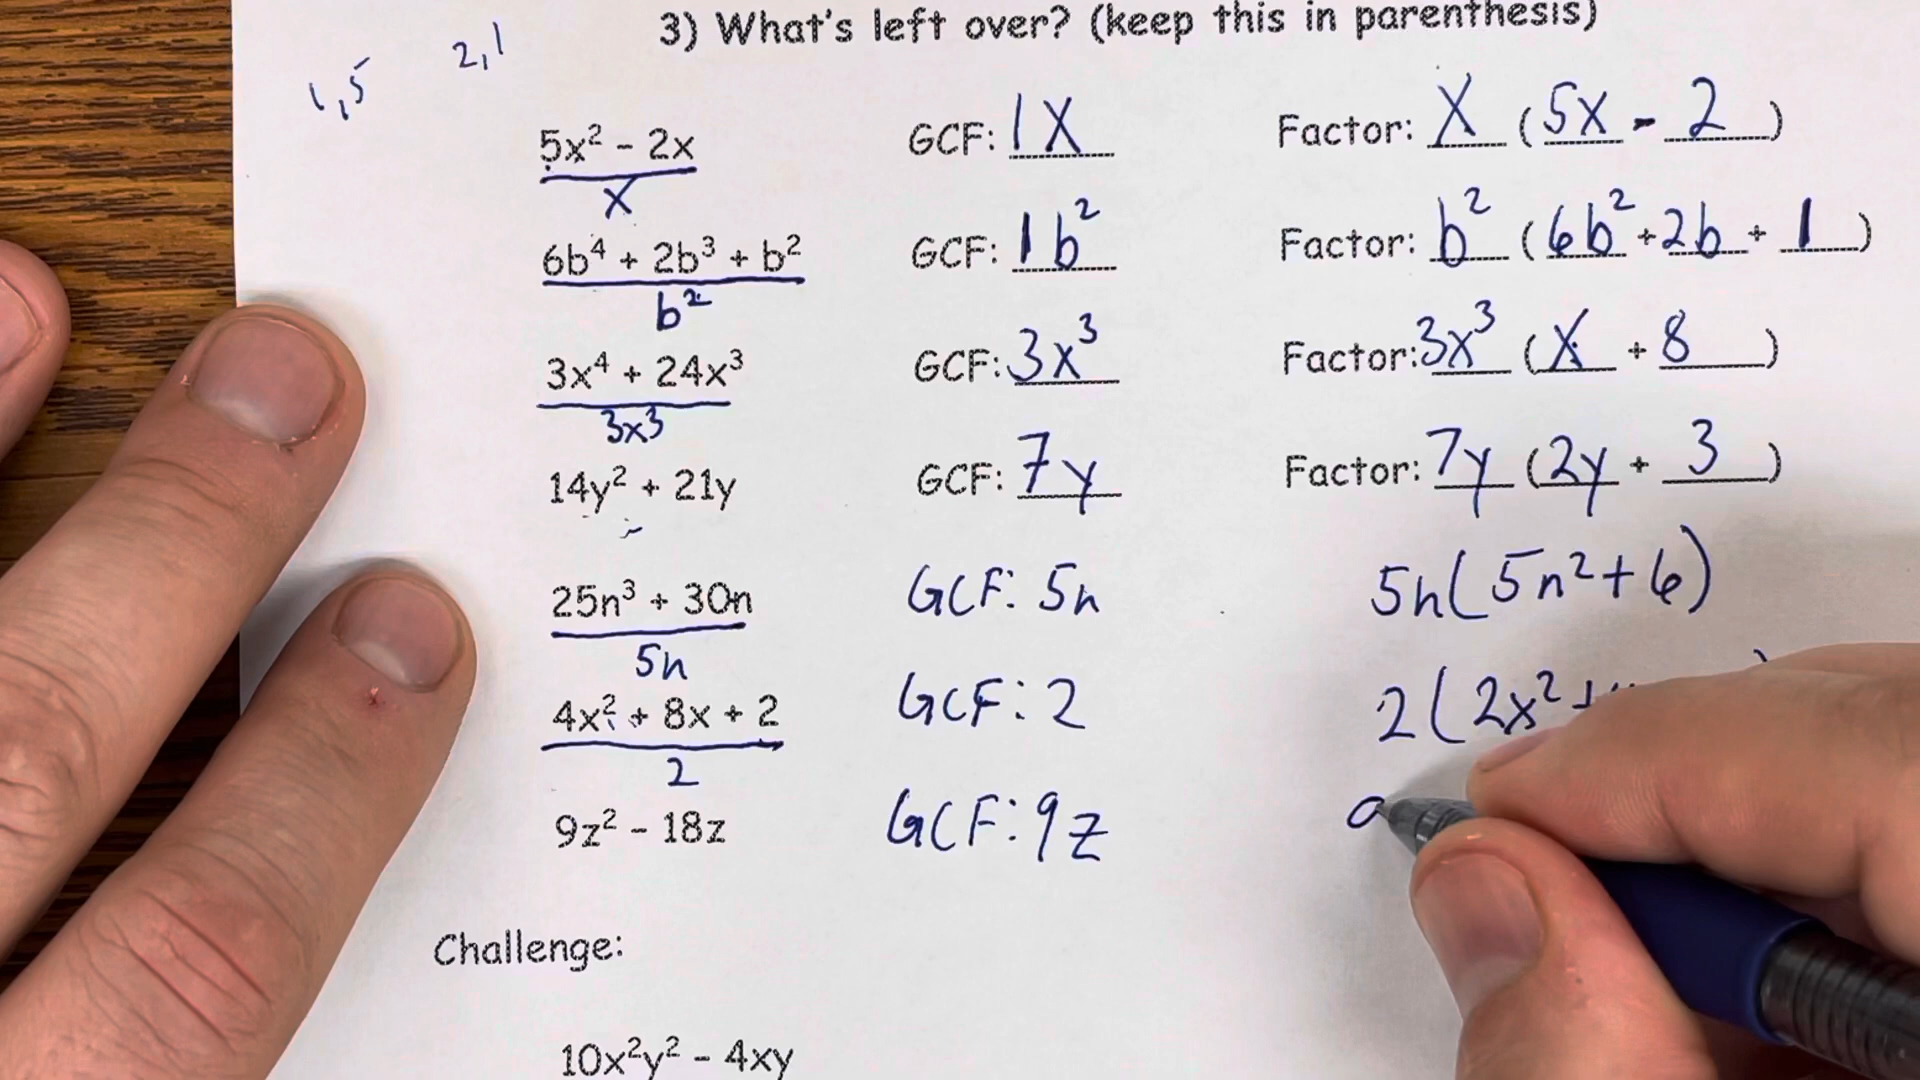 3) What's left over? (keep this in parenthesis)
1,5 2,1
5x² - 2x GCF: 1X Factor: X (5X - 2)
x
6b⁴ + 2b³ + b² GCF: 1b² Factor: b² (6b² + 2b + 1)
b²
3x⁴ + 24x³ GCF: 3x³ Factor: 3x³ (X + 8)
3x³
14y² + 21y GCF: 7y Factor: 7y (2y + 3)
25n³ + 30n GCF: 5n 5n(5n² + 6)
5n
4x² + 8x + 2 GCF: 2 2(2x² +
2
9z² - 18z GCF: 9z
Challenge:
10x²y² - 4xy